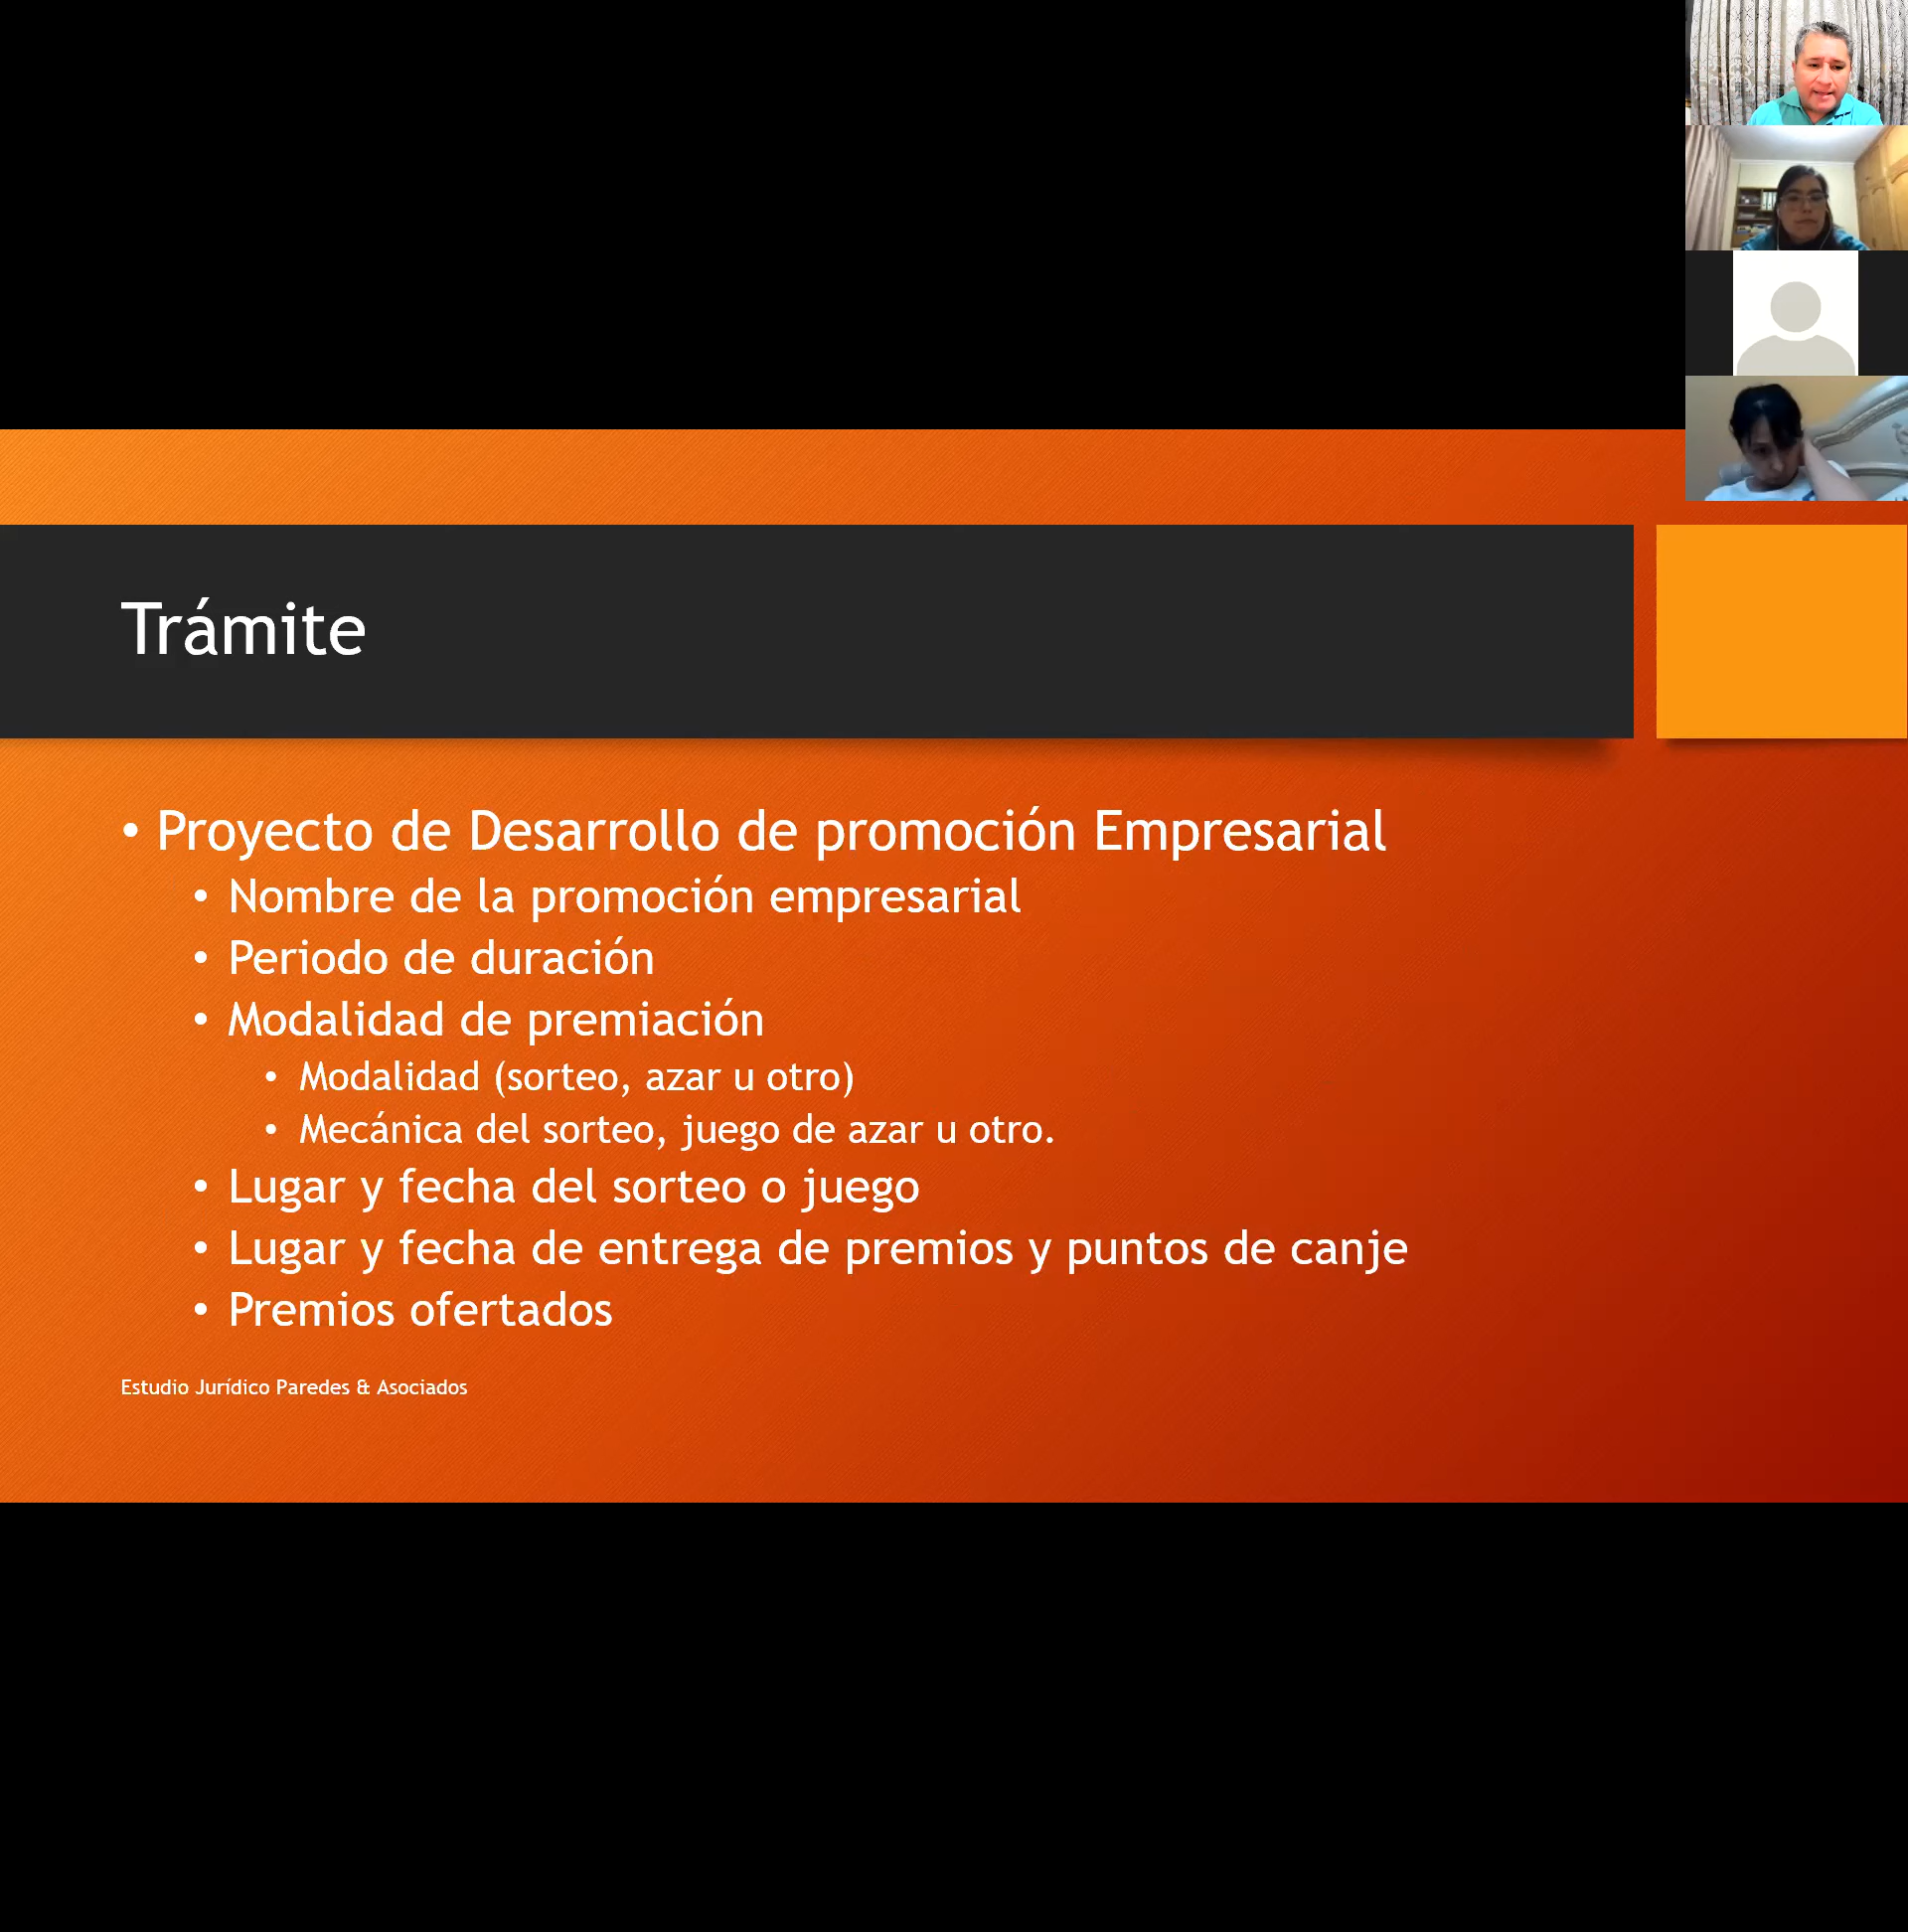 Trámite
• Proyecto de Desarrollo de promoción Empresarial
• Nombre de la promoción empresarial
• Periodo de duración
• Modalidad de premiación
• Modalidad (sorteo, azar u otro)
• Mecánica del sorteo, juego de azar u otro.
• Lugar y fecha del sorteo o juego
• Lugar y fecha de entrega de premios y puntos de canje
• Premios ofertados
Estudio Jurídico Paredes & Asociados